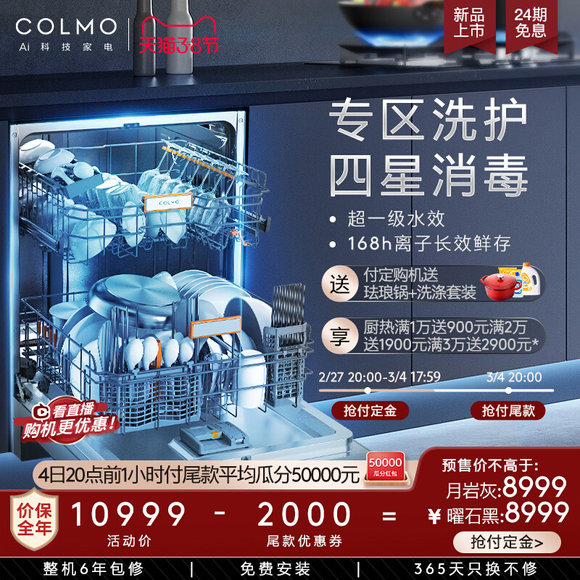 COLMO
Ai科技家电
天猫38节
新品上市
24期免息
专区洗护
四星消毒
• 超一级水效
• 168h离子长效鲜存
COLMO
送 付定购机送
珐琅锅+洗涤套装
享 厨热满1万送900元满2万
送1900元满3万送2900元*
2/27 20:00-3/4 17:59
3/4 20:00
抢付定金
抢付尾款
看直播
购机更优惠!
4日20点前1小时付尾款平均瓜分50000元
50000
瓜分红包
预售价不高于:
月岩灰:8999
¥ 曜石黑:8999
抢付定金>
价保全年
10999 - 2000 =
活动价
尾款优惠券
整机6年包修
免费安装
365天只换不修